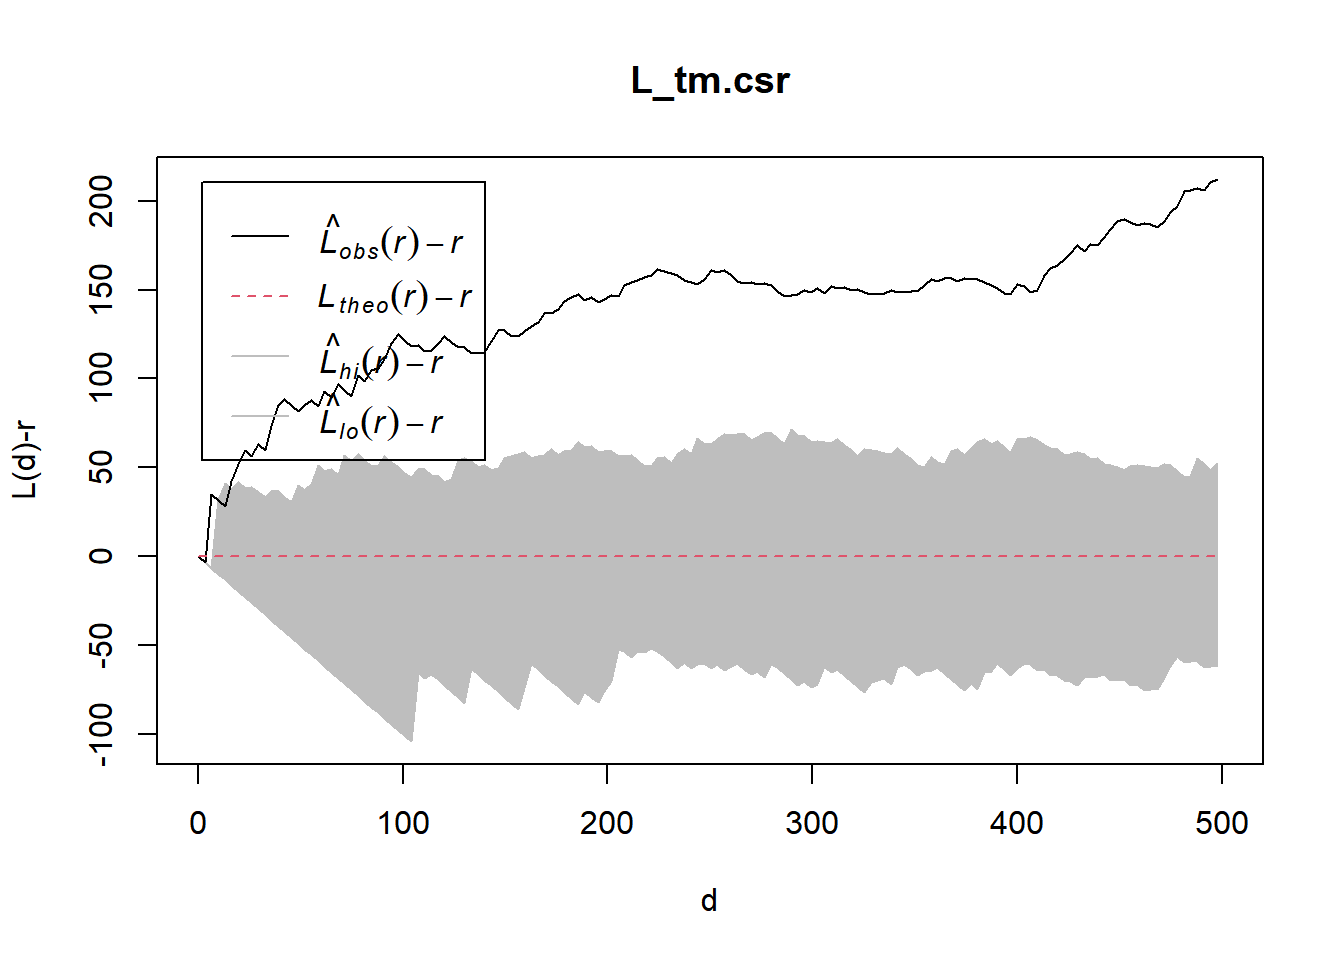 L_tm.csr
L(d)-r
200
150
100
50
0
-50
-100
L̂obs(r) − r
Ltheo(r) − r
L̂hi(r) − r
L̂lo(r) − r
0 100 200 300 400 500
d